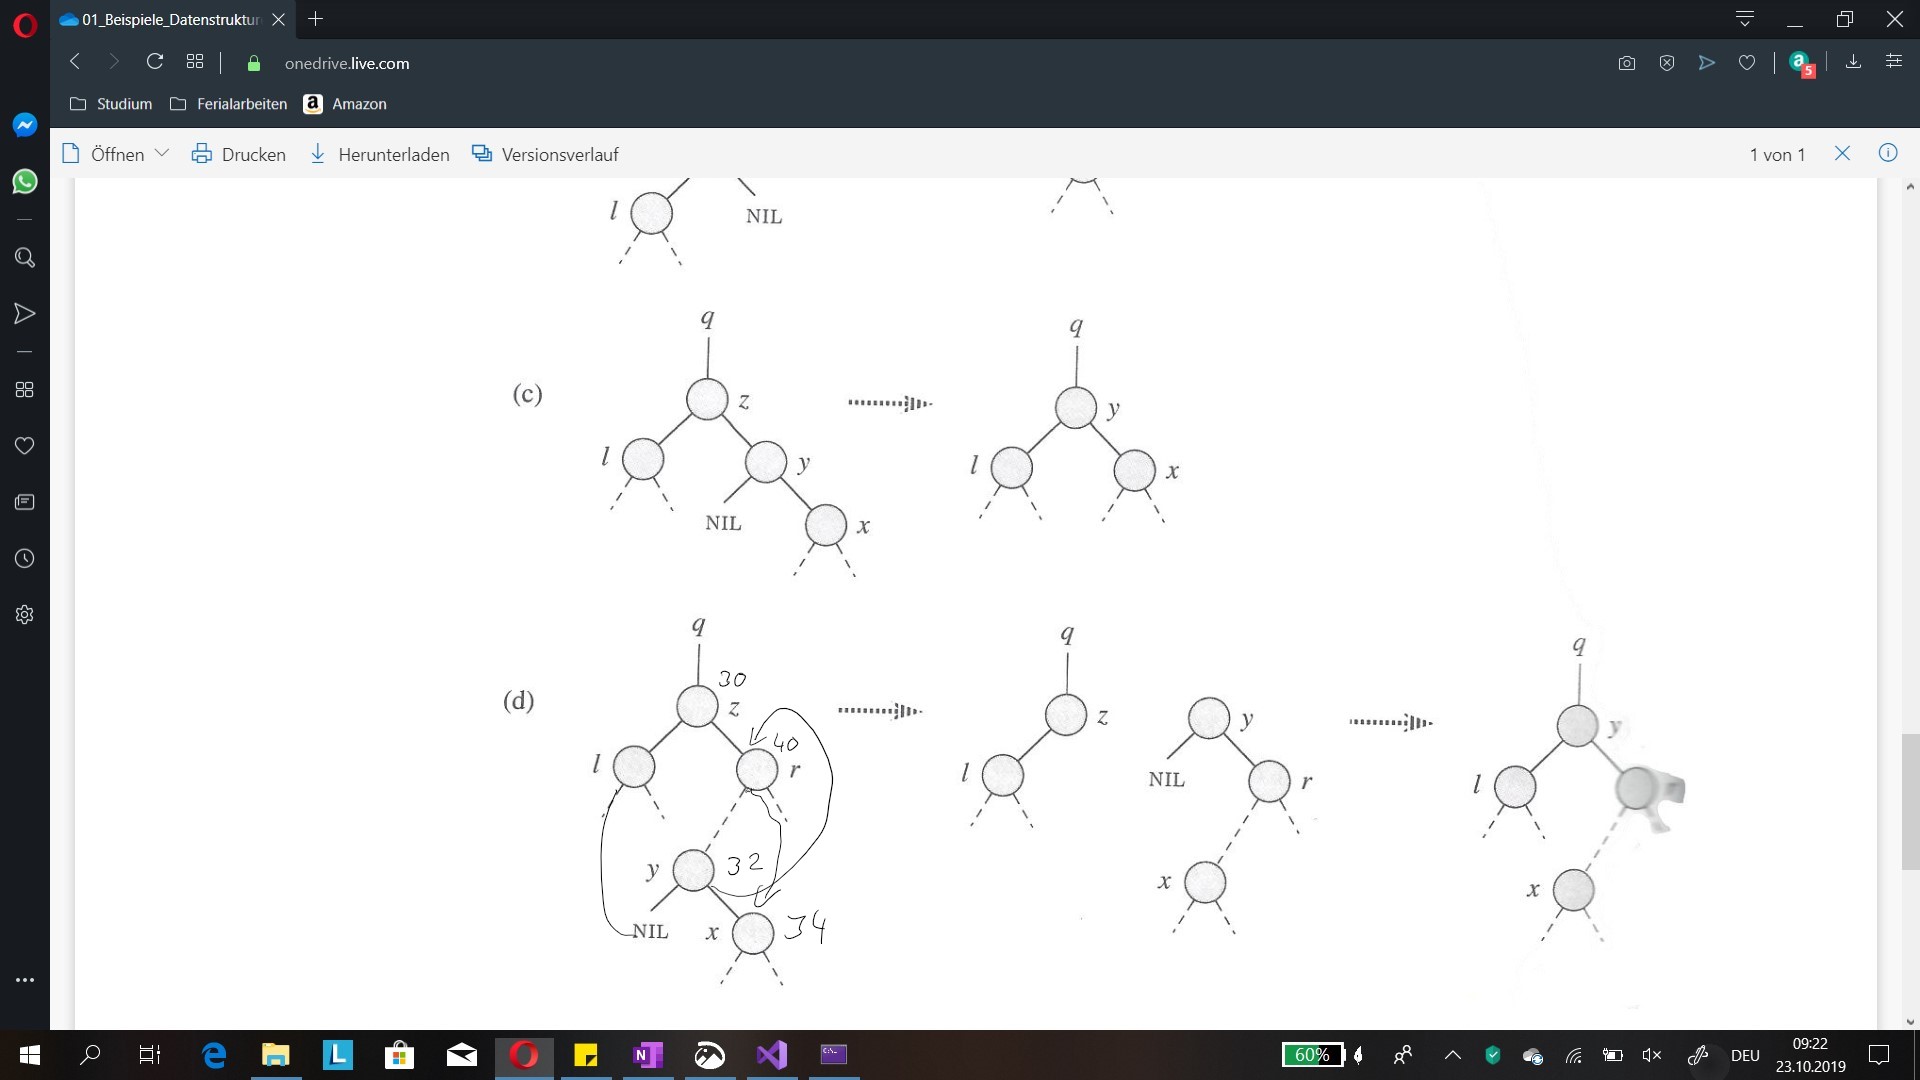 01_Beispiele_Datenstruktur
onedrive.live.com
5
Studium Ferialarbeiten Amazon
Öffnen Drucken Herunterladen Versionsverlauf 1 von 1
l NIL
q q
(c) z y
l y l x
NIL x
q q q
(d) 30 z z y y
40
l r l NIL r l
y 32 x x
NIL x 34
60% DEU 09:22
23.10.2019